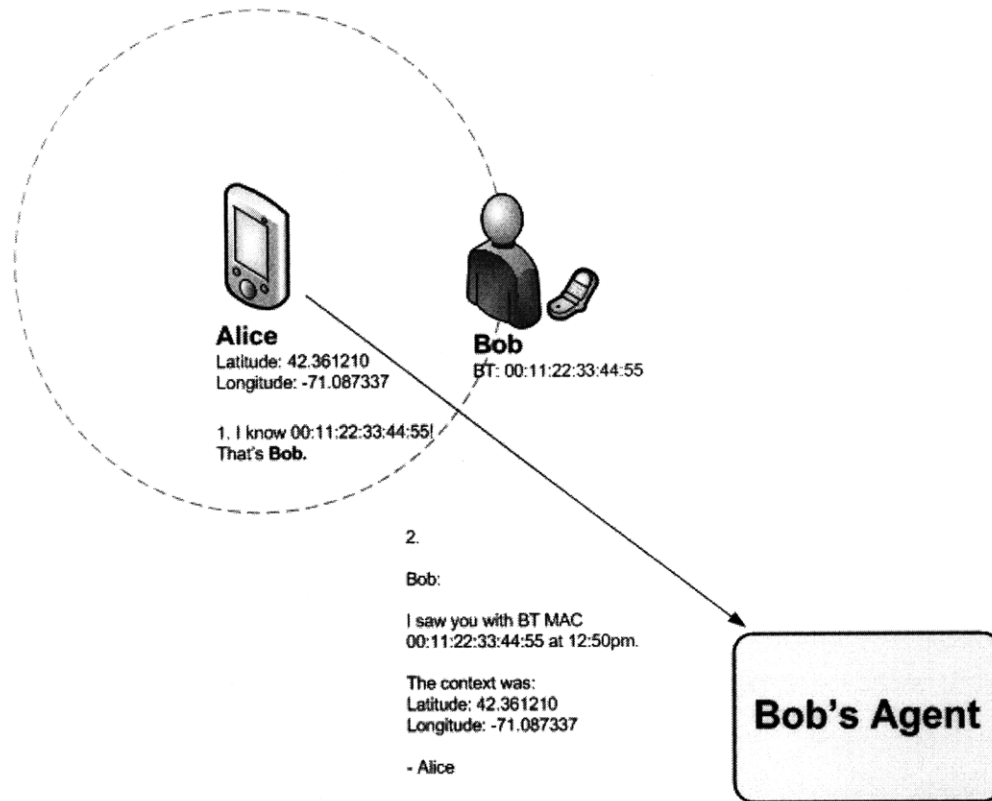 Alice
Latitude: 42.361210
Longitude: -71.087337
1. I know 00:11:22:33:44:55!
That's Bob.
Bob
BT: 00:11:22:33:44:55
2.
Bob:
I saw you with BT MAC
00:11:22:33:44:55 at 12:50pm.
The context was:
Latitude: 42.361210
Longitude: -71.087337
- Alice
Bob's Agent